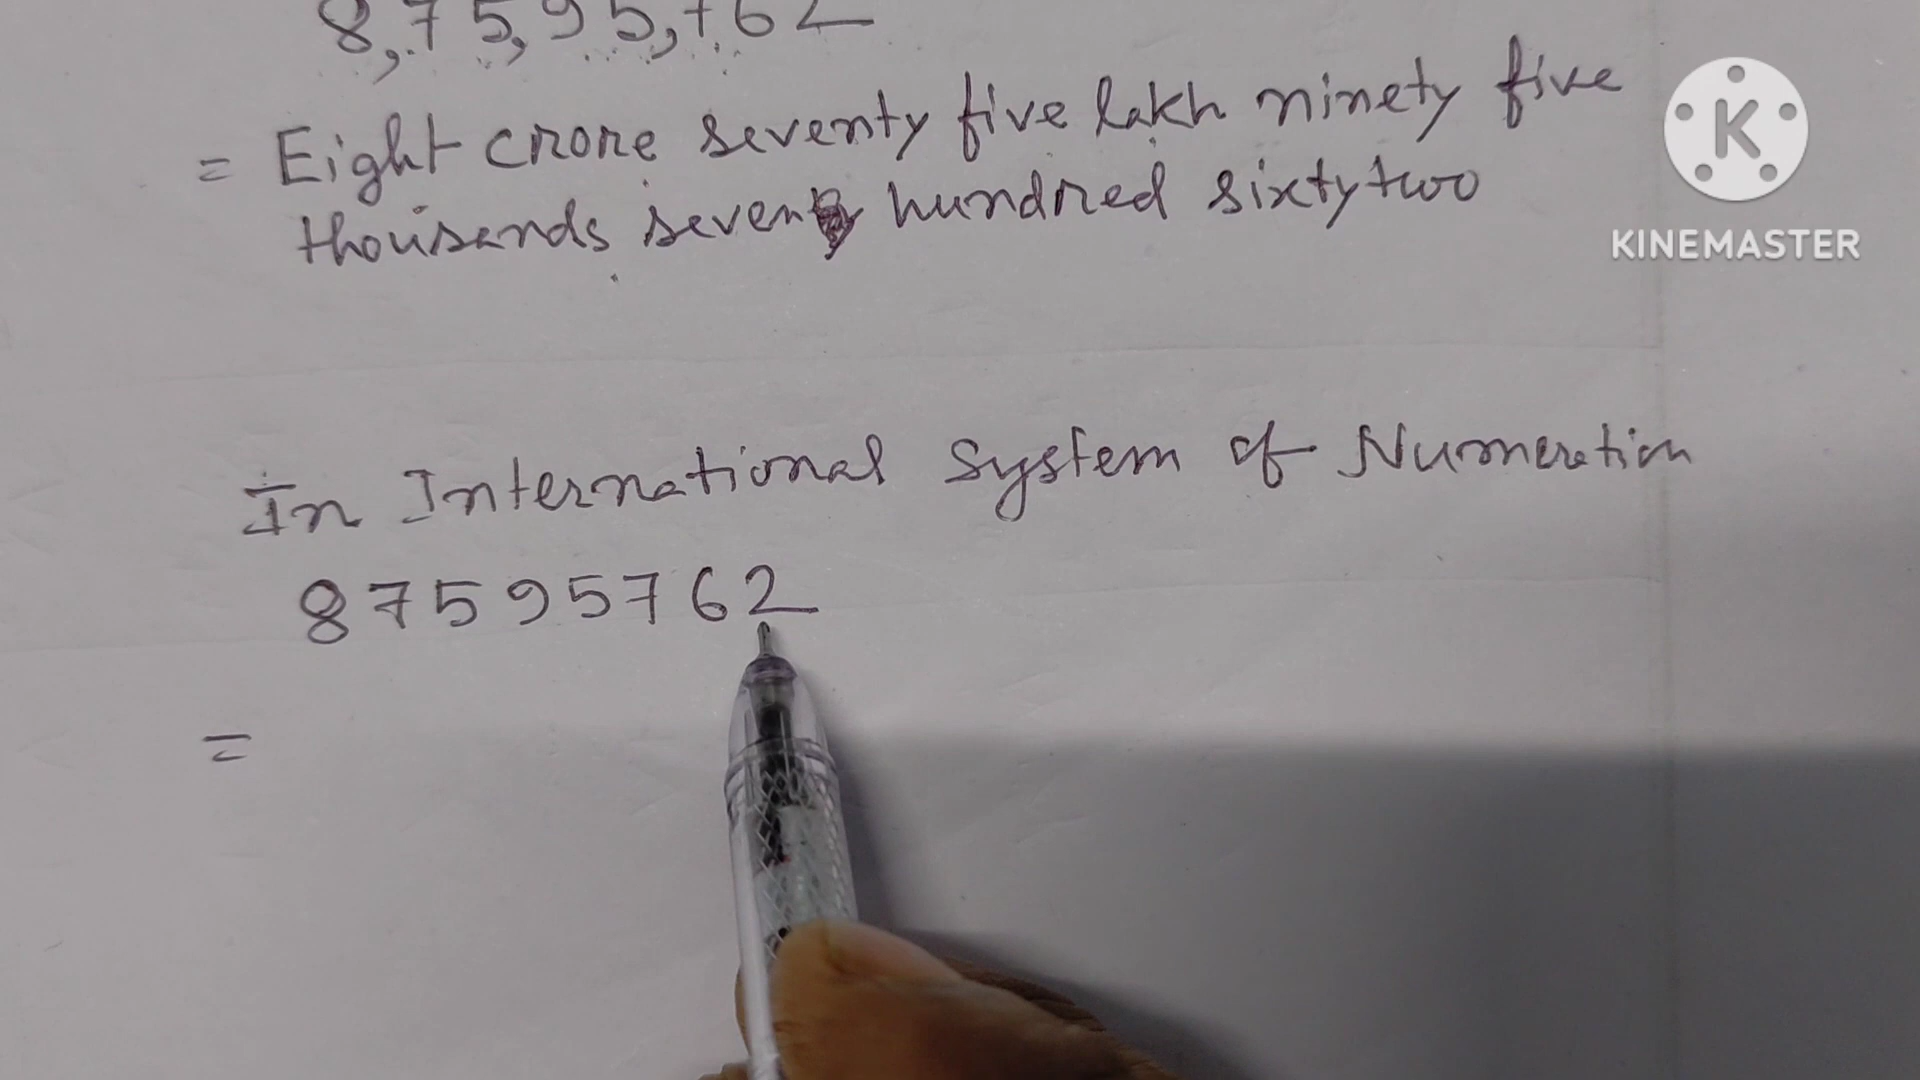 8,75,95,762
= Eight crore seventy five lakh ninety five
thousands seven hundred sixty two
K
KINEMASTER
In International System of Numeration
87595762
=